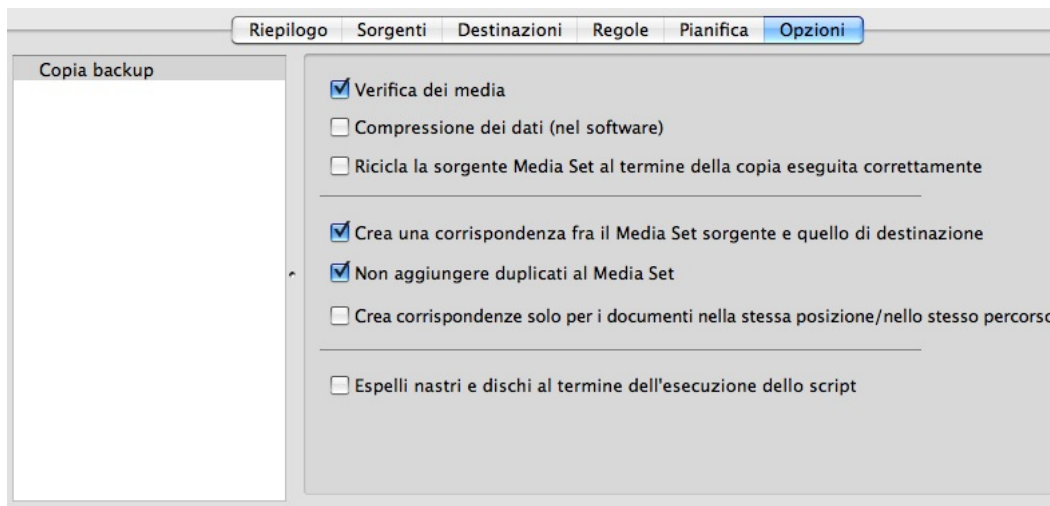 Riepilogo Sorgenti Destinazioni Regole Pianifica Opzioni
Copia backup
Verifica dei media
Compressione dei dati (nel software)
Ricicla la sorgente Media Set al termine della copia eseguita correttamente
Crea una corrispondenza fra il Media Set sorgente e quello di destinazione
Non aggiungere duplicati al Media Set
Crea corrispondenze solo per i documenti nella stessa posizione/nello stesso percorso
Espelli nastri e dischi al termine dell'esecuzione dello script